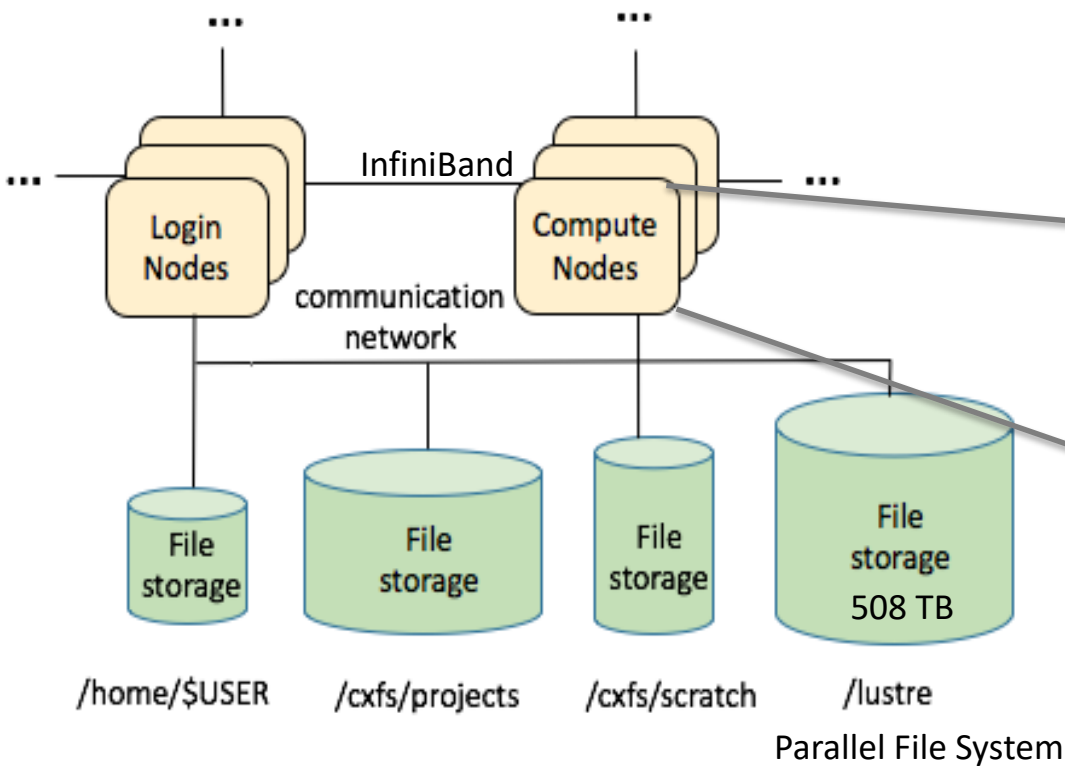 ...
...
InfiniBand
...
...
Login
Nodes
Compute
Nodes
communication
network
File
storage
File
storage
File
storage
File
storage
508 TB
/home/$USER
/cxfs/projects
/cxfs/scratch
/lustre
Parallel File System